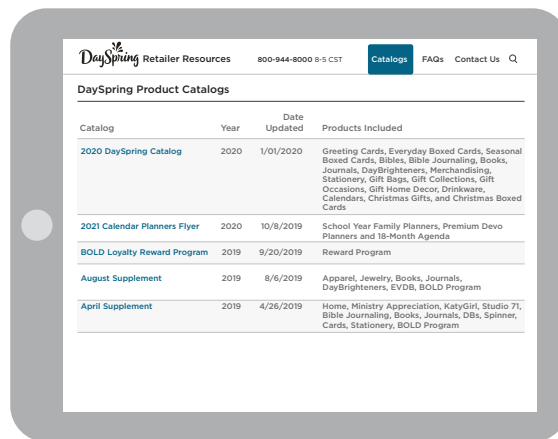 DaySpring Retailer Resources 800-944-8000 8-5 CST Catalogs FAQs Contact Us
DaySpring Product Catalogs
Catalog Year Date Updated Products Included
2020 DaySpring Catalog 2020 1/01/2020 Greeting Cards, Everyday Boxed Cards, Seasonal
Boxed Cards, Bibles, Bible Journaling, Books,
Journals, DayBrighteners, Merchandising,
Stationery, Gift Bags, Gift Collections, Gift
Occasions, Gift Home Decor, Drinkware,
Calendars, Christmas Gifts, and Christmas Boxed
Cards
2021 Calendar Planners Flyer 2020 10/8/2019 School Year Family Planners, Premium Devo
Planners and 18-Month Agenda
BOLD Loyalty Reward Program 2019 9/20/2019 Reward Program
August Supplement 2019 8/6/2019 Apparel, Jewelry, Books, Journals,
DayBrighteners, EVDB, BOLD Program
April Supplement 2019 4/26/2019 Home, Ministry Appreciation, KatyGirl, Studio 71,
Bible Journaling, Books, Journals, DBs, Spinner,
Cards, Stationery, BOLD Program